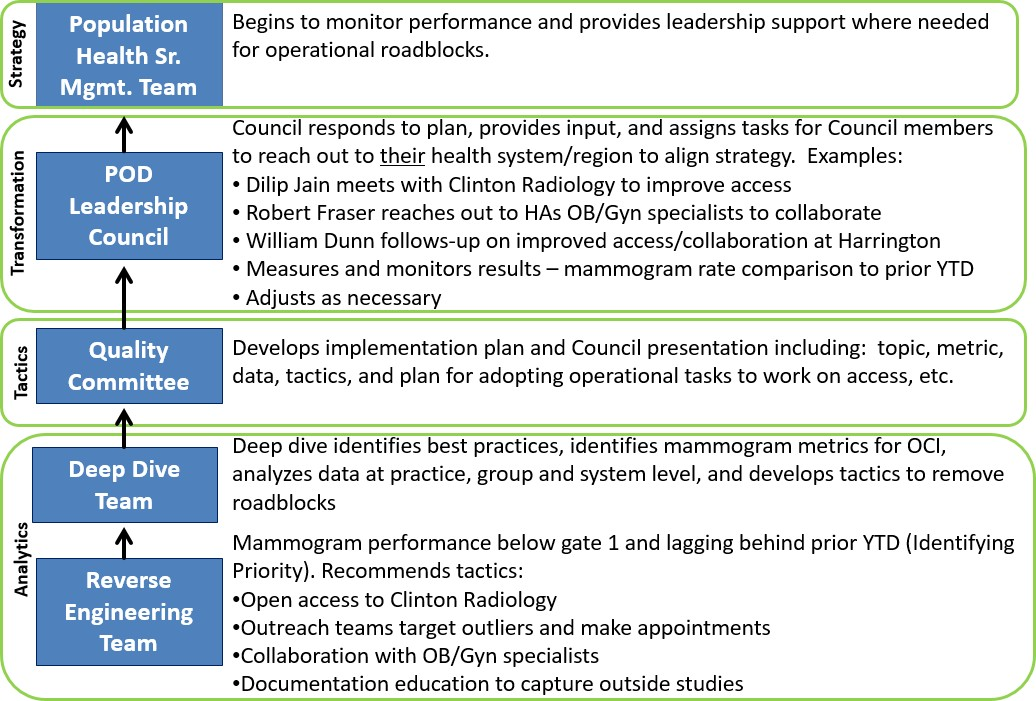 Strategy
Population
Health Sr.
Mgmt. Team
Begins to monitor performance and provides leadership support where needed
for operational roadblocks.
Transformation
POD
Leadership
Council
Council responds to plan, provides input, and assigns tasks for Council members
to reach out to their health system/region to align strategy.  Examples:
• Dilip Jain meets with Clinton Radiology to improve access
• Robert Fraser reaches out to HAs OB/Gyn specialists to collaborate
• William Dunn follows-up on improved access/collaboration at Harrington
• Measures and monitors results – mammogram rate comparison to prior YTD
• Adjusts as necessary
Tactics
Quality
Committee
Develops implementation plan and Council presentation including:  topic, metric,
data, tactics, and plan for adopting operational tasks to work on access, etc.
Analytics
Deep Dive
Team
Deep dive identifies best practices, identifies mammogram metrics for OCI,
analyzes data at practice, group and system level, and develops tactics to remove
roadblocks
Reverse
Engineering
Team
Mammogram performance below gate 1 and lagging behind prior YTD (Identifying
Priority). Recommends tactics:
•Open access to Clinton Radiology
•Outreach teams target outliers and make appointments
•Collaboration with OB/Gyn specialists
•Documentation education to capture outside studies